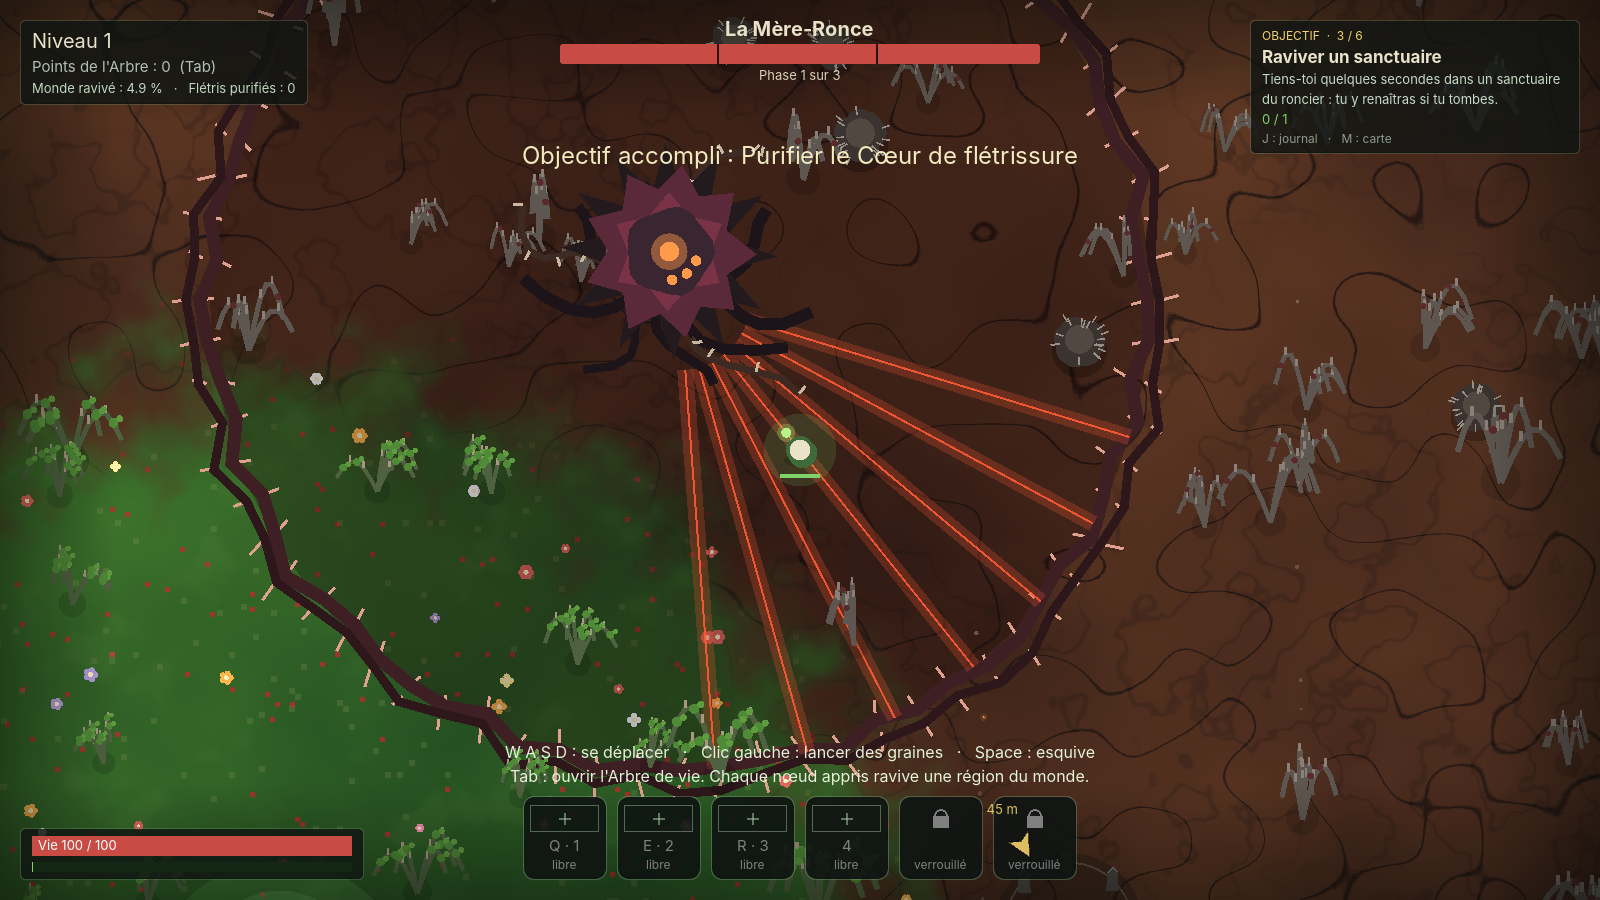 Niveau 1
Points de l'Arbre : 0 (Tab)
Monde ravivé : 4.9 % · Flétris purifiés : 0
La Mère-Ronce
Phase 1 sur 3
OBJECTIF · 3 / 6
Raviver un sanctuaire
Tiens-toi quelques secondes dans un sanctuaire
du roncier : tu y renaîtras si tu tombes.
0 / 1
J : journal · M : carte
Objectif accompli : Purifier le Cœur de flétrissure
W A S D : se déplacer · Clic gauche : lancer des graines · Space : esquive
Tab : ouvrir l'Arbre de vie. Chaque nœud appris ravive une région du monde.
45 m
Vie 100 / 100
Q · 1
libre
E · 2
libre
R · 3
libre
4
libre
verrouillé
verrouillé